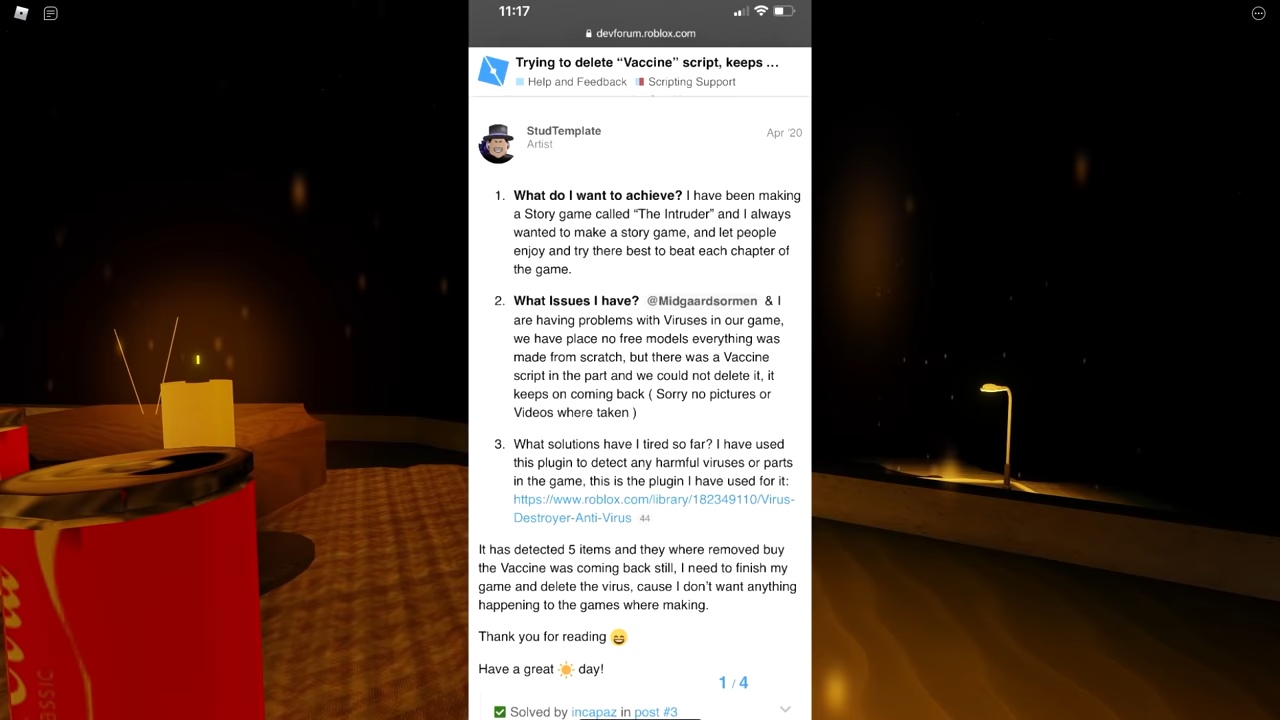 11:17
devforum.roblox.com
Trying to delete “Vaccine” script, keeps ...
Help and Feedback Scripting Support
StudTemplate
Apr '20
Artist
1. What do I want to achieve? I have been making
a Story game called “The Intruder” and I always
wanted to make a story game, and let people
enjoy and try there best to beat each chapter of
the game.
2. What Issues I have? @Midgaardsormen & I
are having problems with Viruses in our game,
we have place no free models everything was
made from scratch, but there was a Vaccine
script in the part and we could not delete it, it
keeps on coming back ( Sorry no pictures or
Videos where taken )
3. What solutions have I tired so far? I have used
this plugin to detect any harmful viruses or parts
in the game, this is the plugin I have used for it:
https://www.roblox.com/library/182349110/Virus-
Destroyer-Anti-Virus 44
It has detected 5 items and they where removed buy
the Vaccine was coming back still, I need to finish my
game and delete the virus, cause I don’t want anything
happening to the games where making.
Thank you for reading 😄
Have a great ☀️ day!
1 / 4
Solved by incapaz in post #3